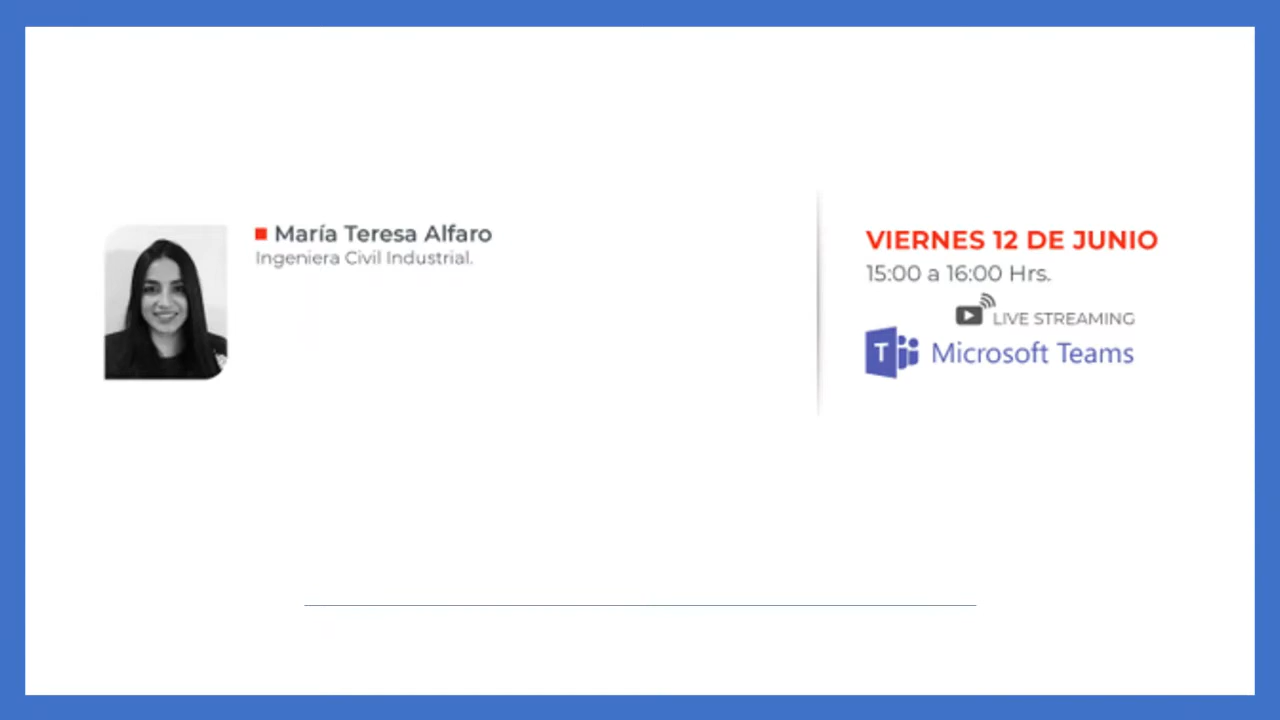 María Teresa Alfaro
Ingeniera Civil Industrial.
VIERNES 12 DE JUNIO
15:00 a 16:00 Hrs.
LIVE STREAMING
T
Microsoft Teams